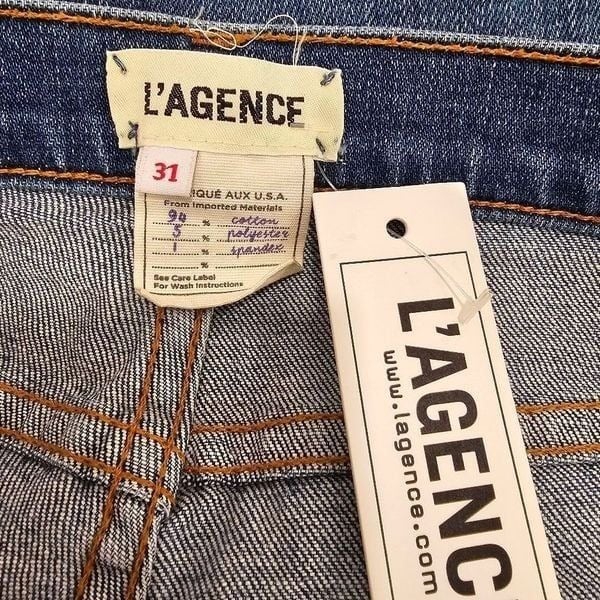 L'AGENCE
31
IQUÉ AUX U.S.A.
From Imported Materials
94 % cotton
5 % polyester
1 % spandex
%
See Care Label
For Wash Instructions
L'AGENC
www.lagence.com